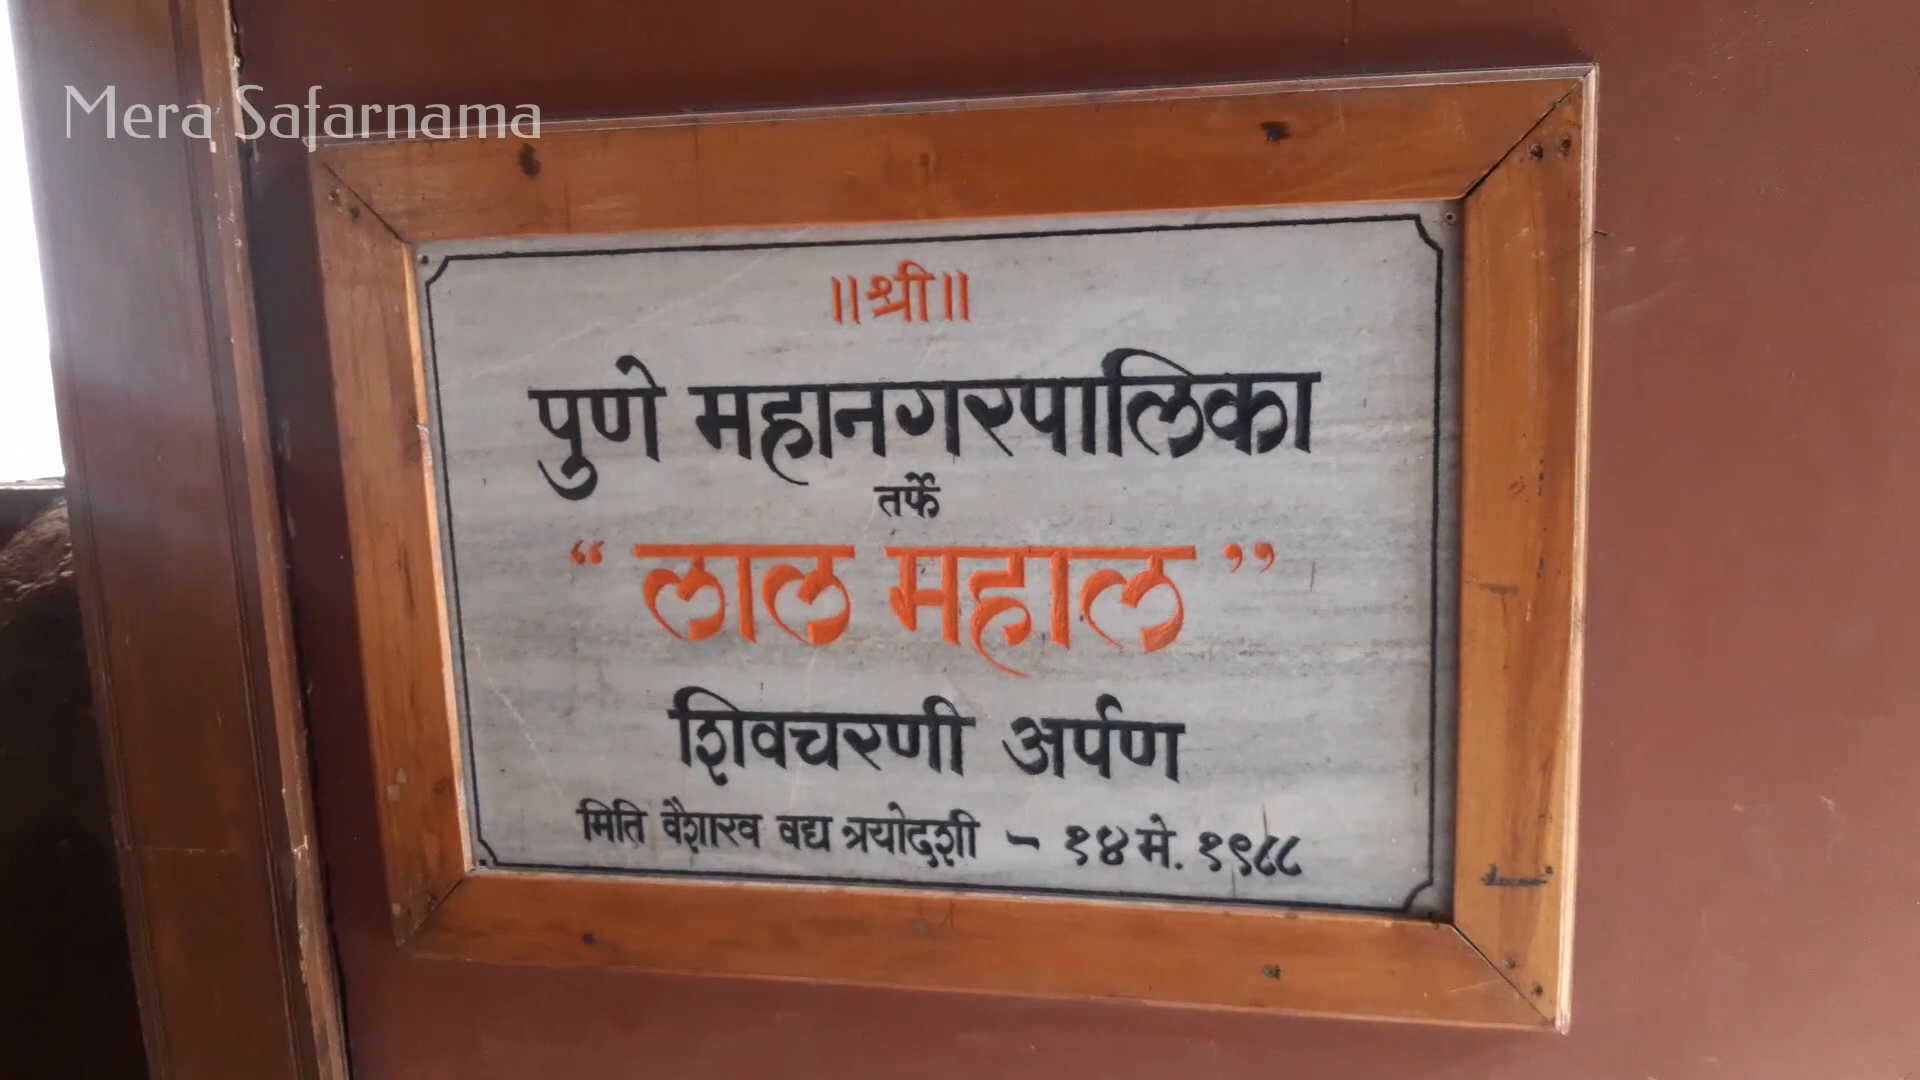 Mera Safarnama
॥श्री॥
पुणे महानगरपालिका
तर्फे
“ लाल महाल ”
शिवचरणी अर्पण
मिति वैशाख वद्य त्रयोदशी - १४ मे. १९८८